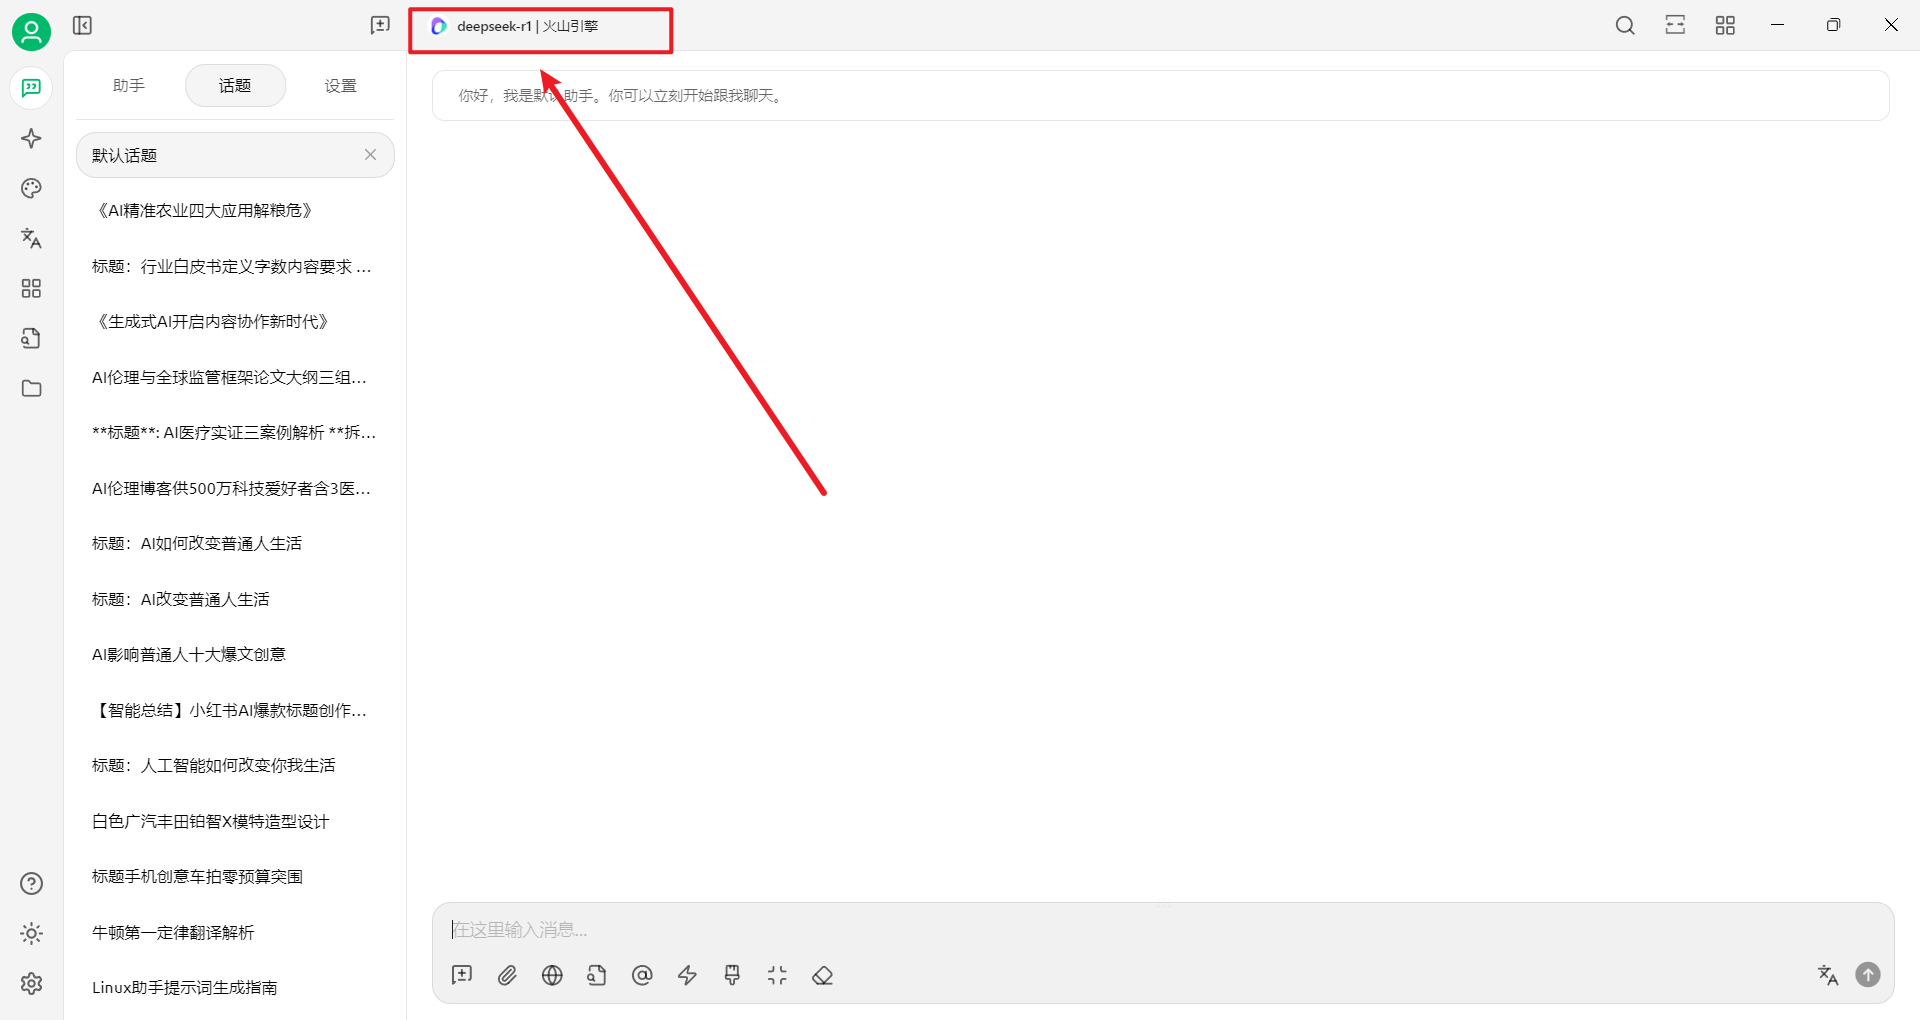 deepseek-r1 | 火山引擎
助手 话题 设置
默认话题
《AI精准农业四大应用解粮危》
标题：行业白皮书定义字数内容要求 ...
《生成式AI开启内容协作新时代》
AI伦理与全球监管框架论文大纲三组...
**标题**: AI医疗实证三案例解析 **拆...
AI伦理博客供500万科技爱好者含3医...
标题：AI如何改变普通人生活
标题：AI改变普通人生活
AI影响普通人十大爆文创意
【智能总结】小红书AI爆款标题创作...
标题：人工智能如何改变你我生活
白色广汽丰田铂智X模特造型设计
标题手机创意车拍零预算突围
牛顿第一定律翻译解析
Linux助手提示词生成指南
你好，我是默认助手。你可以立刻开始跟我聊天。
在这里输入消息...